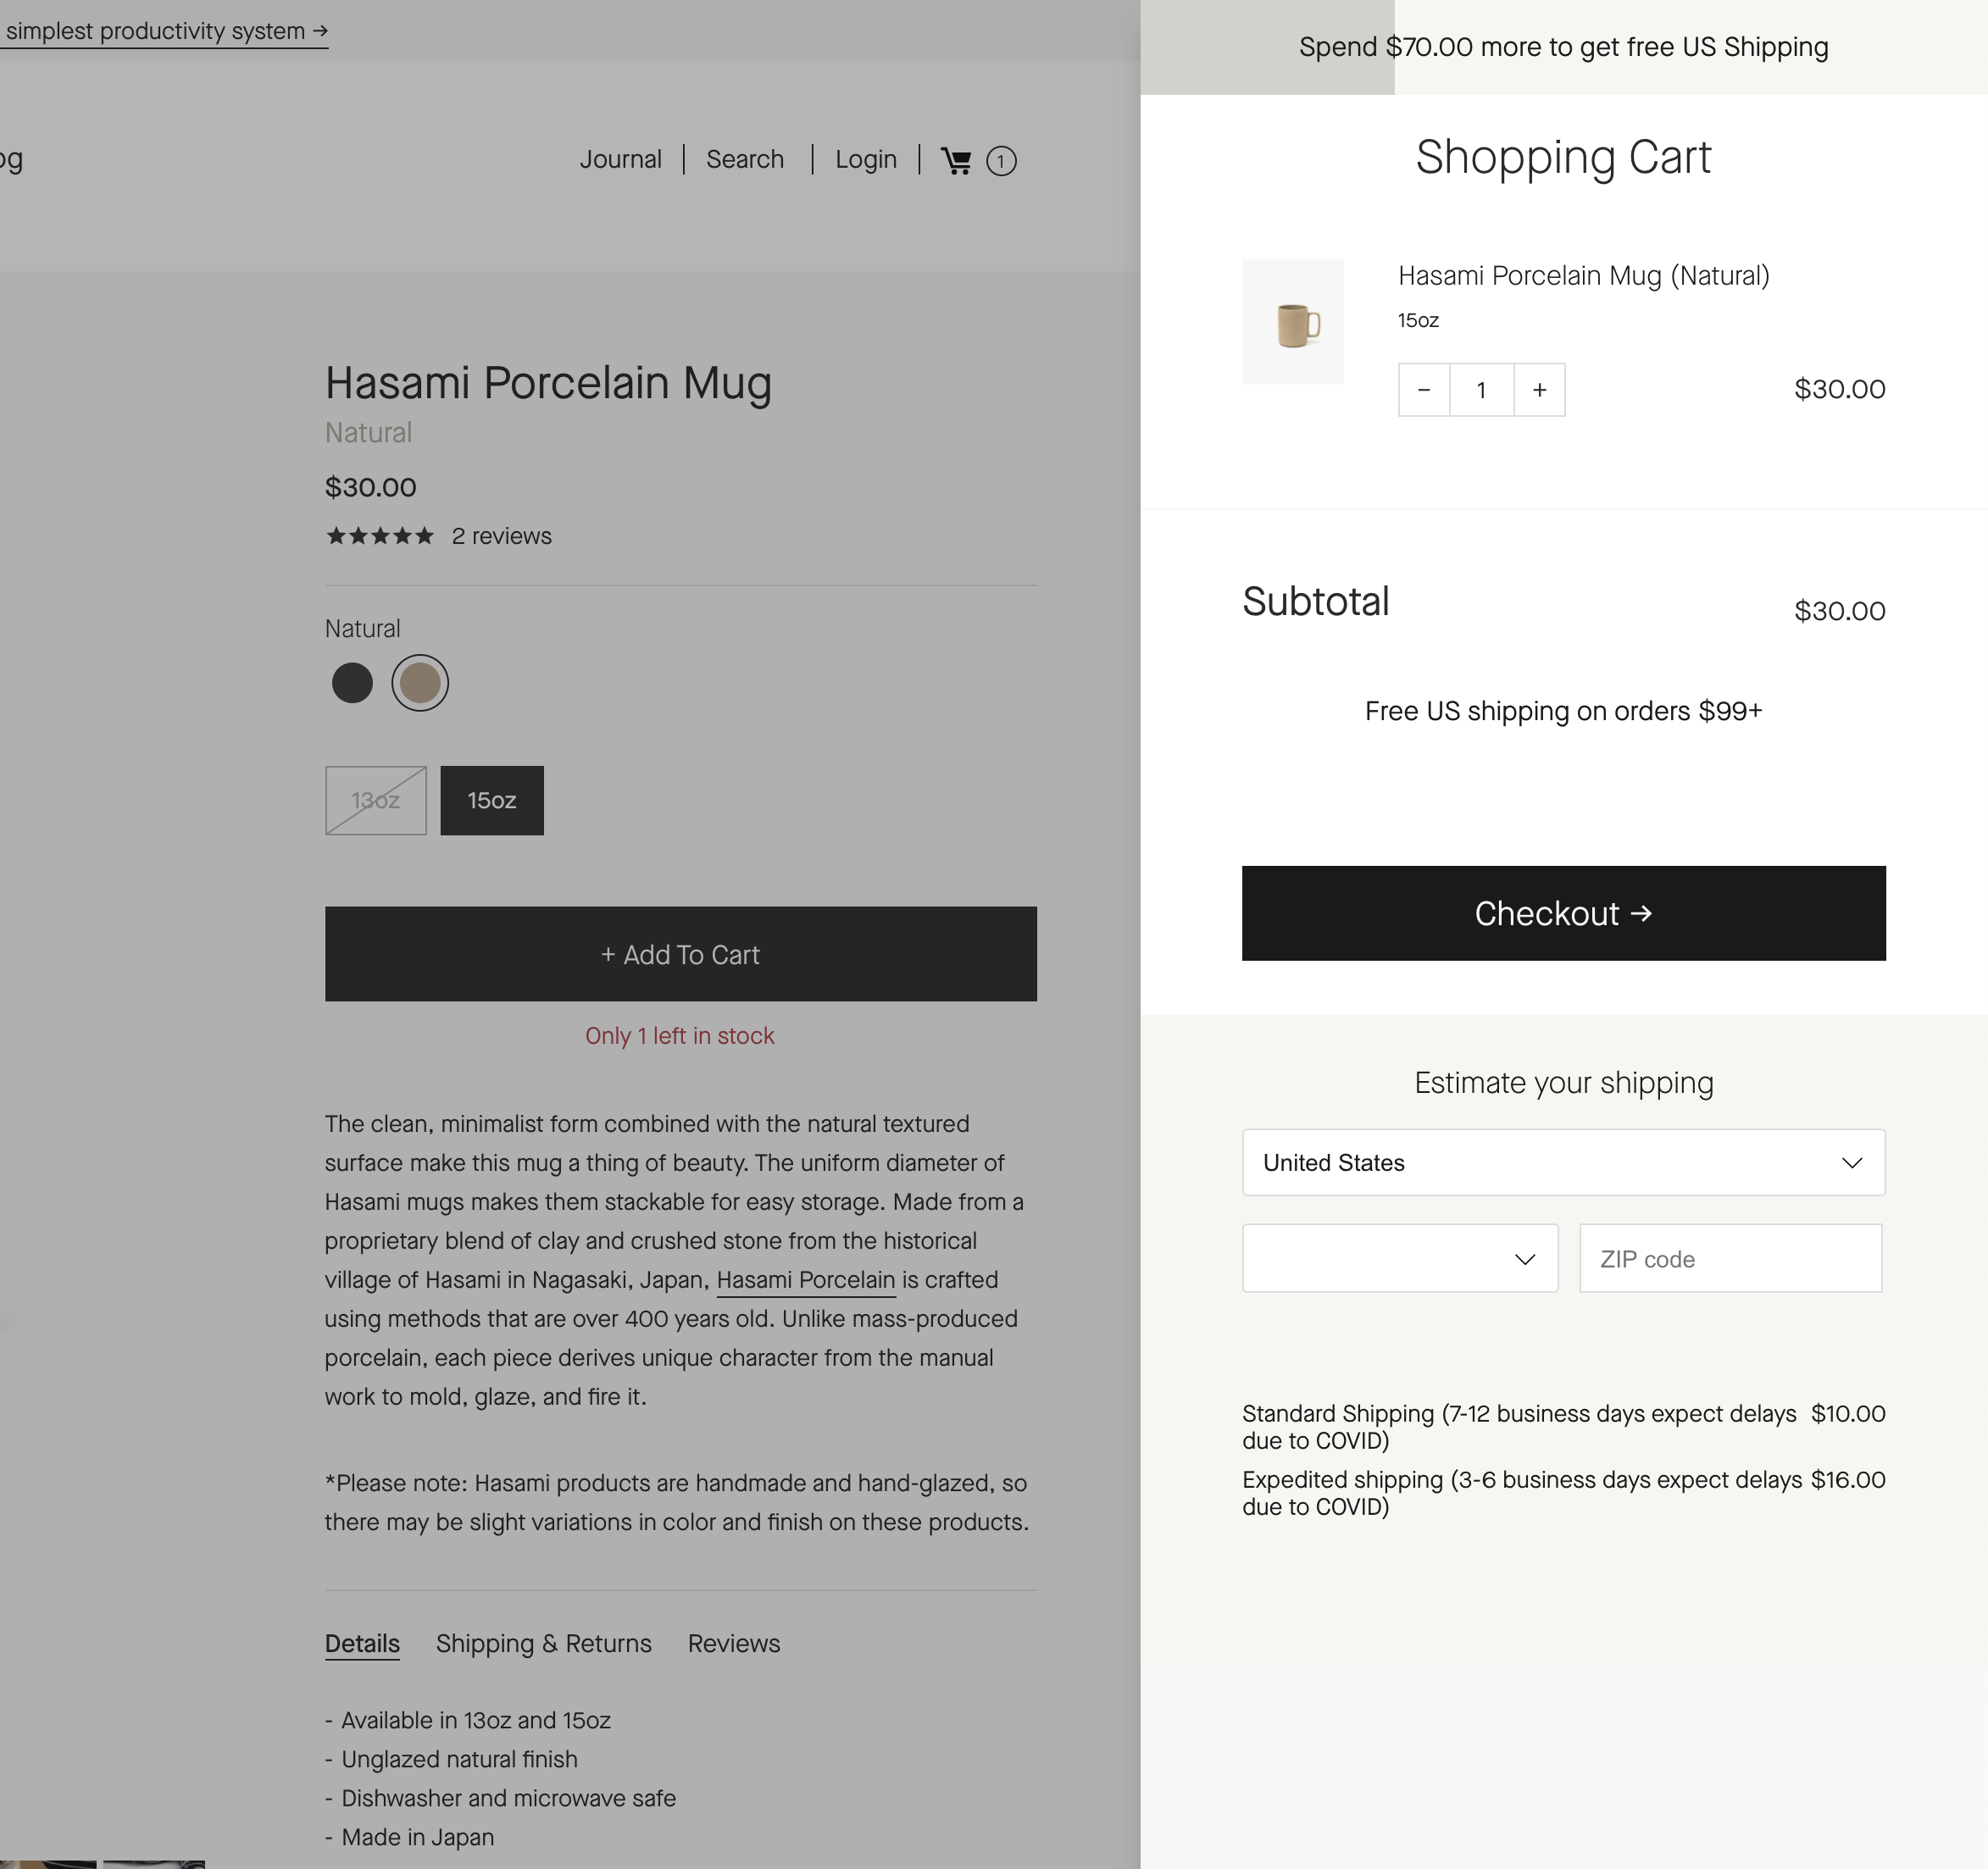 simplest productivity system →
og
Journal
Search
Login
1
Hasami Porcelain Mug
Natural
$30.00
2 reviews
Natural
13oz
15oz
+ Add To Cart
Only 1 left in stock
The clean, minimalist form combined with the natural textured
surface make this mug a thing of beauty. The uniform diameter of
Hasami mugs makes them stackable for easy storage. Made from a
proprietary blend of clay and crushed stone from the historical
village of Hasami in Nagasaki, Japan, Hasami Porcelain is crafted
using methods that are over 400 years old. Unlike mass-produced
porcelain, each piece derives unique character from the manual
work to mold, glaze, and fire it.
*Please note: Hasami products are handmade and hand-glazed, so
there may be slight variations in color and finish on these products.
Details
Shipping & Returns
Reviews
- Available in 13oz and 15oz
- Unglazed natural finish
- Dishwasher and microwave safe
- Made in Japan
Spend $70.00 more to get free US Shipping
Shopping Cart
Hasami Porcelain Mug (Natural)
15oz
− 1 +
$30.00
Subtotal
$30.00
Free US shipping on orders $99+
Checkout →
Estimate your shipping
United States
ZIP code
Standard Shipping (7-12 business days expect delays $10.00
due to COVID)
Expedited shipping (3-6 business days expect delays $16.00
due to COVID)